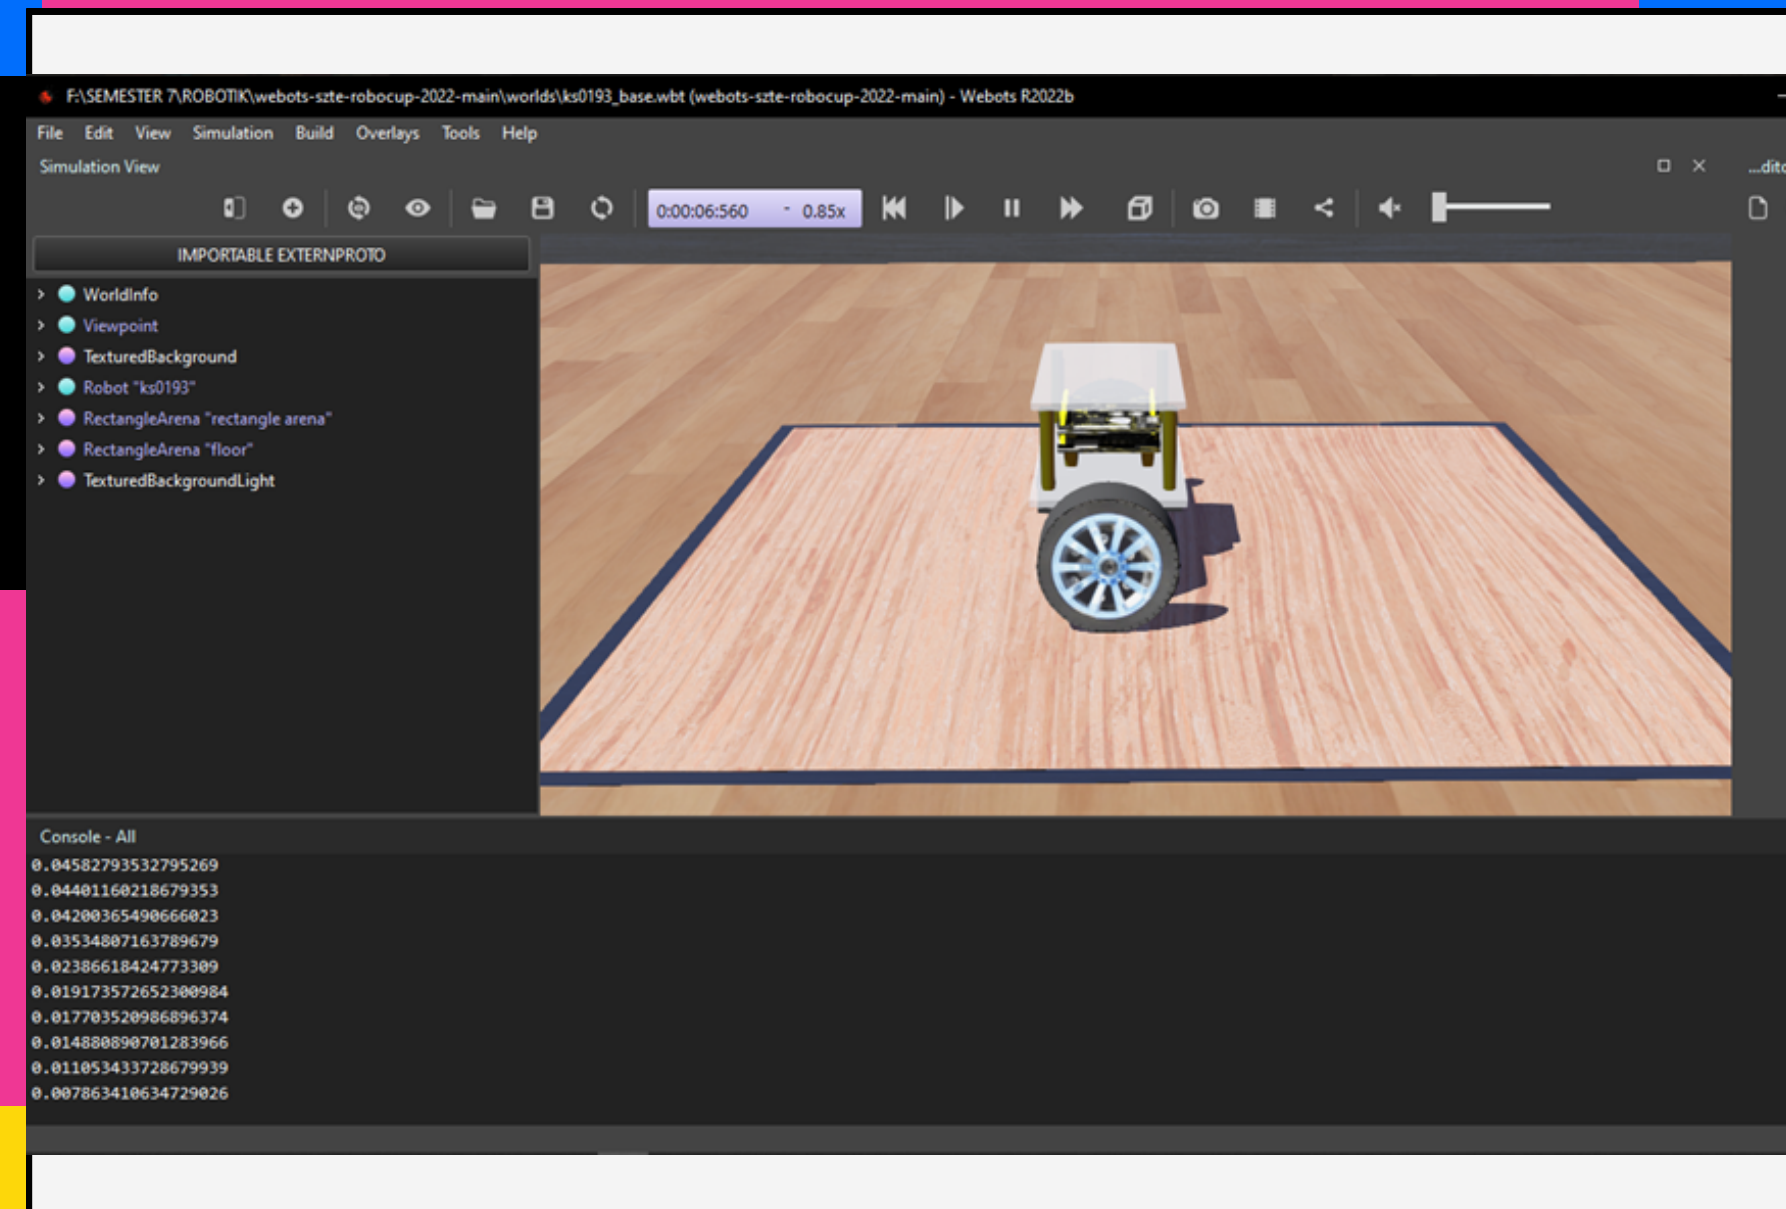 F:\SEMESTER 7\ROBOTIK\webots-szte-robocup-2022-main\worlds\ks0193_base.wbt (webots-szte-robocup-2022-main) - Webots R2022b
File Edit View Simulation Build Overlays Tools Help
Simulation View
...dito
0:00:06:560 - 0.85x
IMPORTABLE EXTERNPROTO
WorldInfo
Viewpoint
TexturedBackground
Robot "ks0193"
RectangleArena "rectangle arena"
RectangleArena "floor"
TexturedBackgroundLight
Console - All
0.04582793532795269
0.04401160218679353
0.04200365490666023
0.03534807163789679
0.02386618424773309
0.019173572652300984
0.017703520986896374
0.014880890701283966
0.011053433728679939
0.007863410634729026